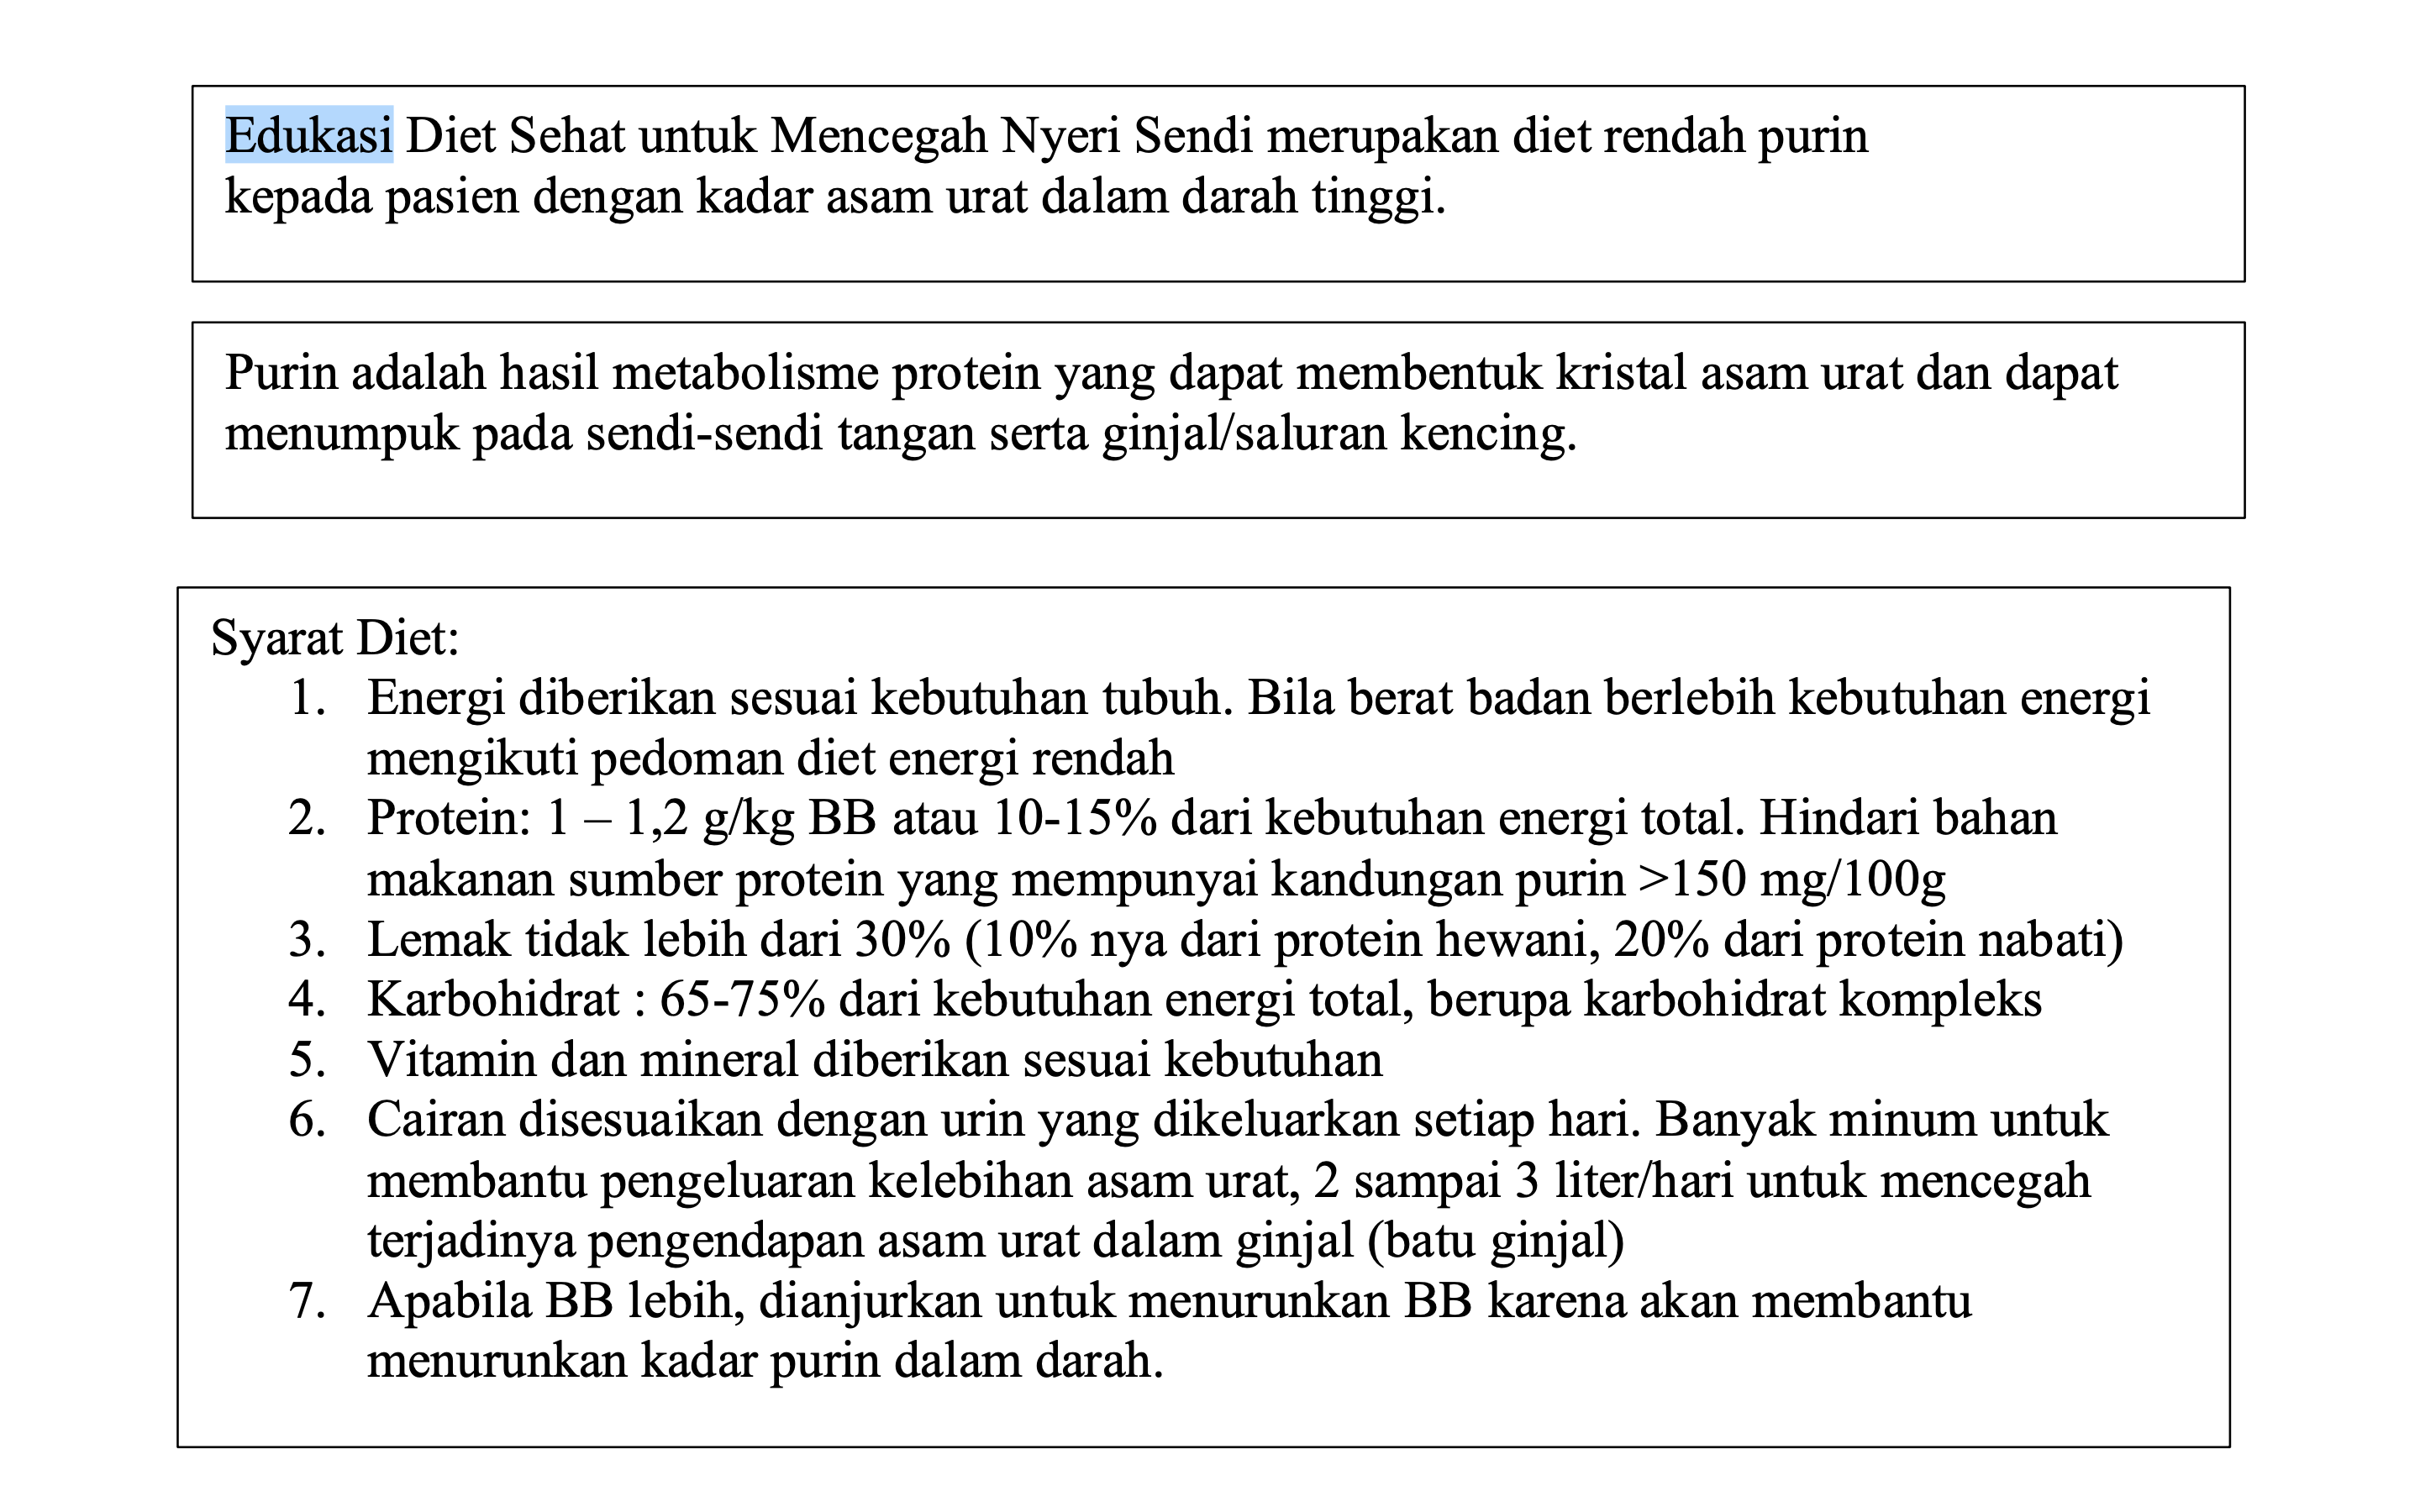 Edukasi Diet Sehat untuk Mencegah Nyeri Sendi merupakan diet rendah purin
kepada pasien dengan kadar asam urat dalam darah tinggi.
Purin adalah hasil metabolisme protein yang dapat membentuk kristal asam urat dan dapat
menumpuk pada sendi-sendi tangan serta ginjal/saluran kencing.
Syarat Diet:
1. Energi diberikan sesuai kebutuhan tubuh. Bila berat badan berlebih kebutuhan energi
mengikuti pedoman diet energi rendah
2. Protein: 1 – 1,2 g/kg BB atau 10-15% dari kebutuhan energi total. Hindari bahan
makanan sumber protein yang mempunyai kandungan purin >150 mg/100g
3. Lemak tidak lebih dari 30% (10% nya dari protein hewani, 20% dari protein nabati)
4. Karbohidrat : 65-75% dari kebutuhan energi total, berupa karbohidrat kompleks
5. Vitamin dan mineral diberikan sesuai kebutuhan
6. Cairan disesuaikan dengan urin yang dikeluarkan setiap hari. Banyak minum untuk
membantu pengeluaran kelebihan asam urat, 2 sampai 3 liter/hari untuk mencegah
terjadinya pengendapan asam urat dalam ginjal (batu ginjal)
7. Apabila BB lebih, dianjurkan untuk menurunkan BB karena akan membantu
menurunkan kadar purin dalam darah.